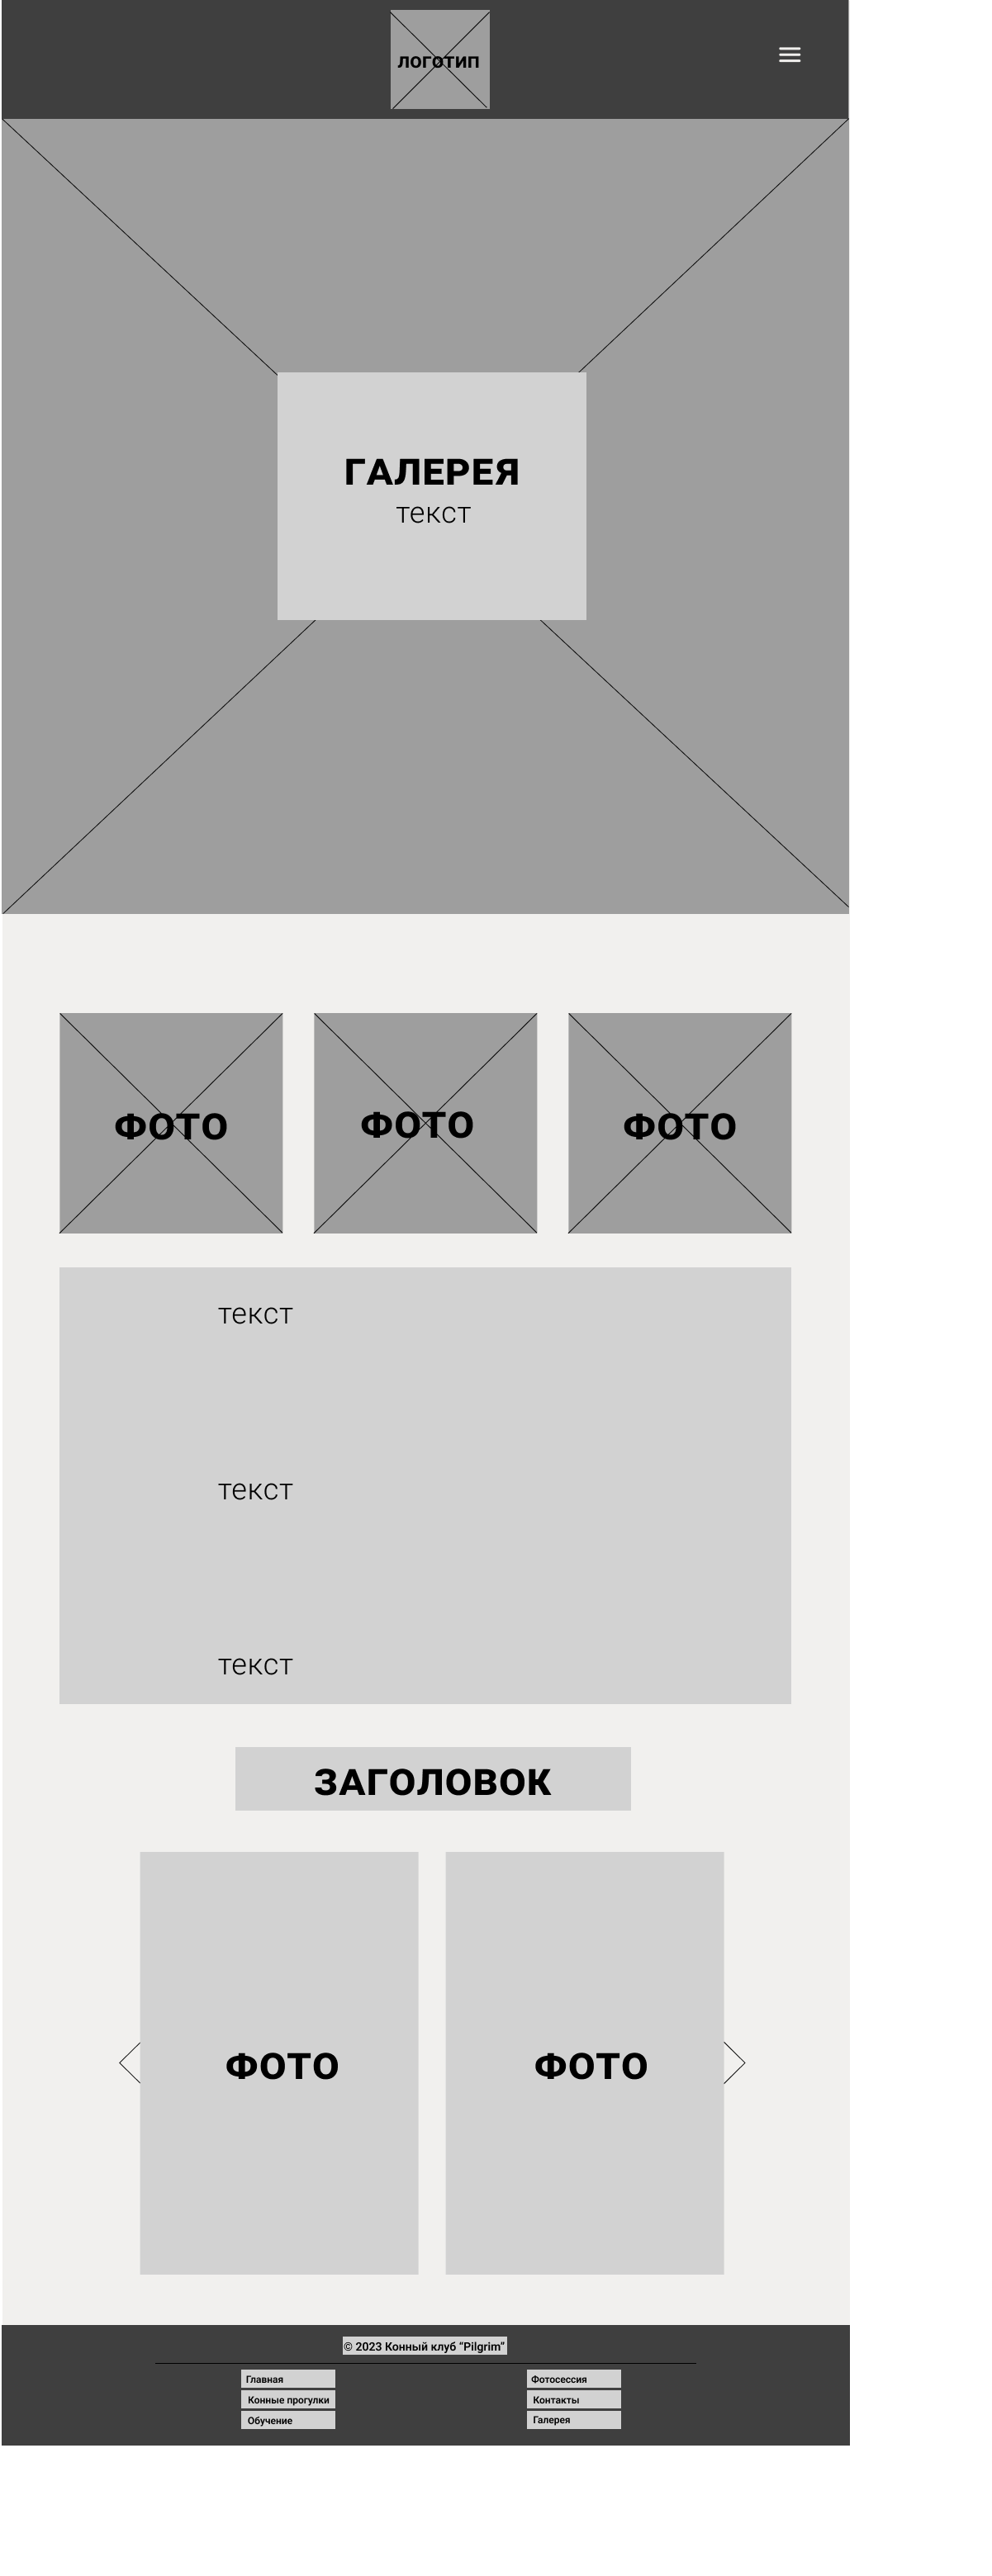 ЛОГОТИП
ГАЛЕРЕЯ
текст
ФОТО
ФОТО
ФОТО
текст
текст
текст
ЗАГОЛОВОК
ФОТО
ФОТО
© 2023 Конный клуб “Pilgrim”
Главная
Конные прогулки
Обучение
Фотосессия
Контакты
Галерея